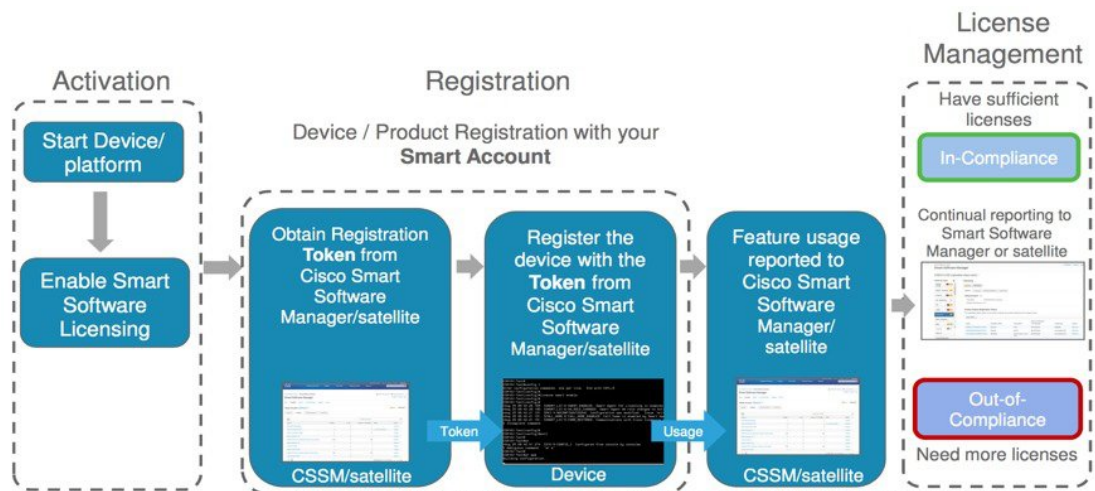 Activation
Start Device/
platform
Enable Smart
Software
Licensing
Registration
Device / Product Registration with your
Smart Account
Obtain Registration
Token from
Cisco Smart
Software
Manager/satellite
CSSM/satellite
Token
Register the
device with the
Token from
Cisco Smart
Software
Manager/satellite
Device
Usage
Feature usage
reported to
Cisco Smart
Software
Manager/
satellite
CSSM/satellite
License
Management
Have sufficient
licenses
In-Compliance
Continual reporting to
Smart Software
Manager or satellite
Out-of-
Compliance
Need more licenses